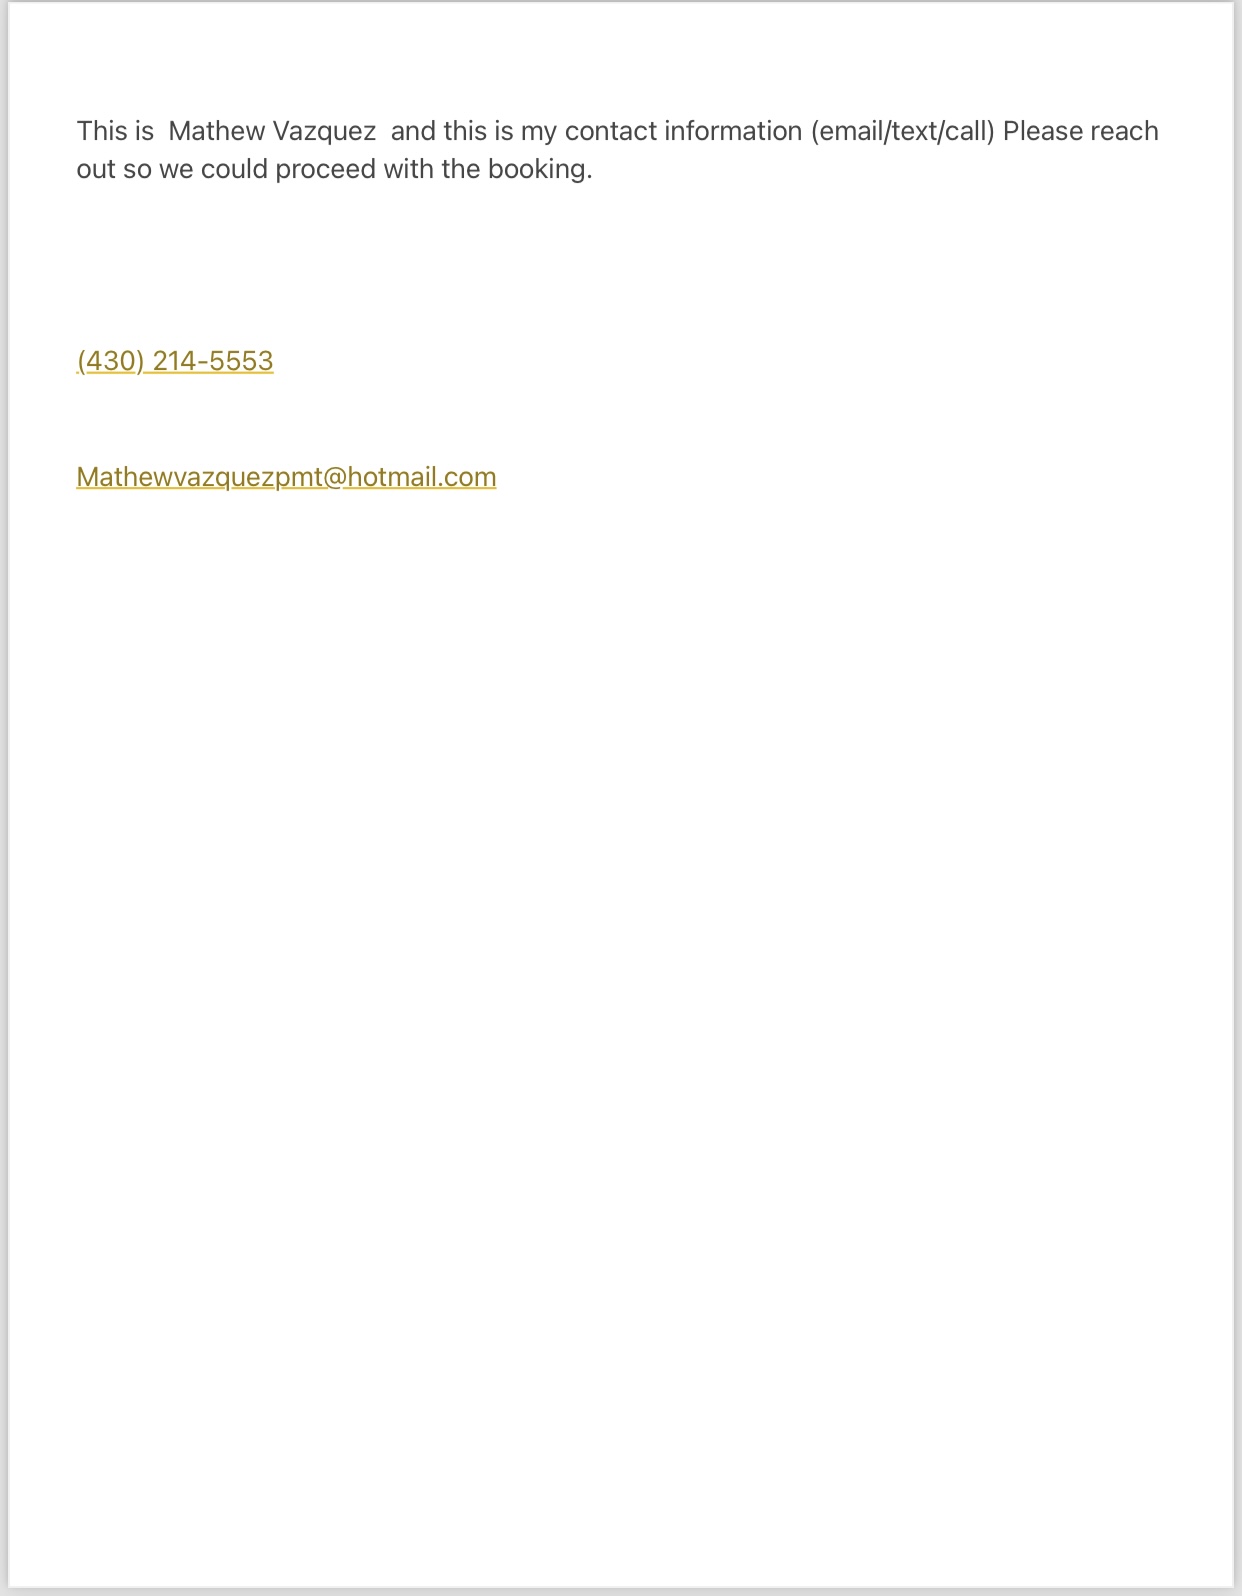 This is  Mathew Vazquez  and this is my contact information (email/text/call) Please reach
out so we could proceed with the booking.
(430) 214-5553
Mathewvazquezpmt@hotmail.com